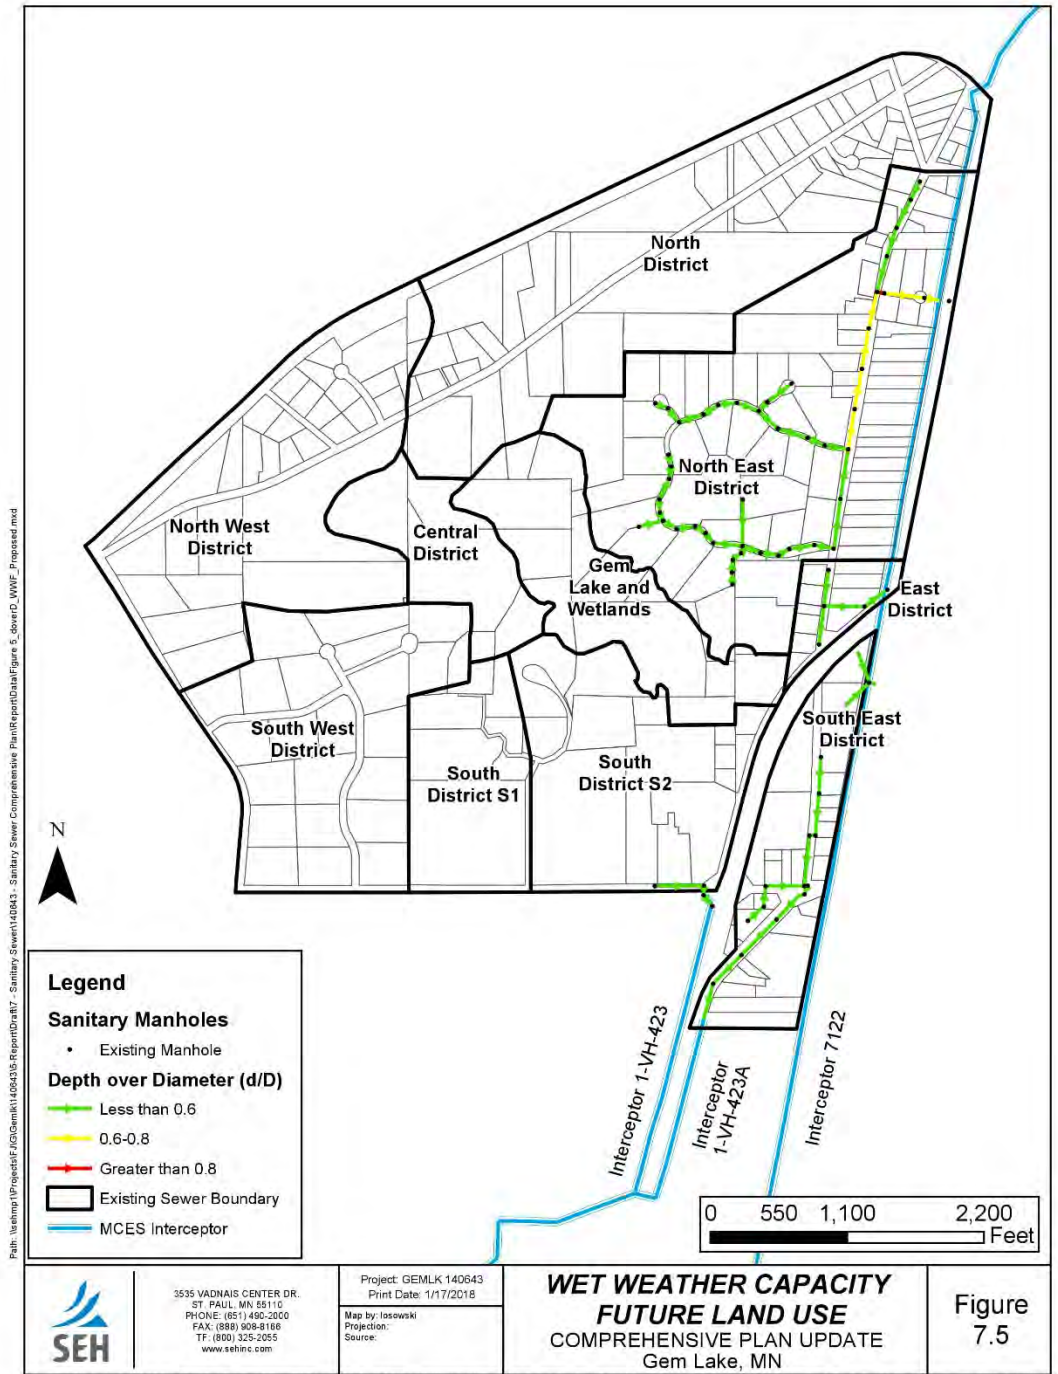 North
District
North East
District
North West
District
Central
District
Gem
Lake and
Wetlands
East
District
South West
District
South
District S1
South
District S2
South East
District
N
Interceptor 1-VH-423
Interceptor
1-VH-423A
Interceptor 7122
Legend
Sanitary Manholes
Existing Manhole
Depth over Diameter (d/D)
Less than 0.6
0.6-0.8
Greater than 0.8
Existing Sewer Boundary
MCES Interceptor
0 550 1,100 2,200
Feet
SEH
3535 VADNAIS CENTER DR.
ST. PAUL, MN 55110
PHONE: (651) 490-2000
FAX: (888) 908-8166
TF: (800) 325-2055
www.sehinc.com
Project: GEMLK 140643
Print Date: 1/17/2018
Map by: losowski
Projection:
Source:
WET WEATHER CAPACITY
FUTURE LAND USE
COMPREHENSIVE PLAN UPDATE
Gem Lake, MN
Figure
7.5